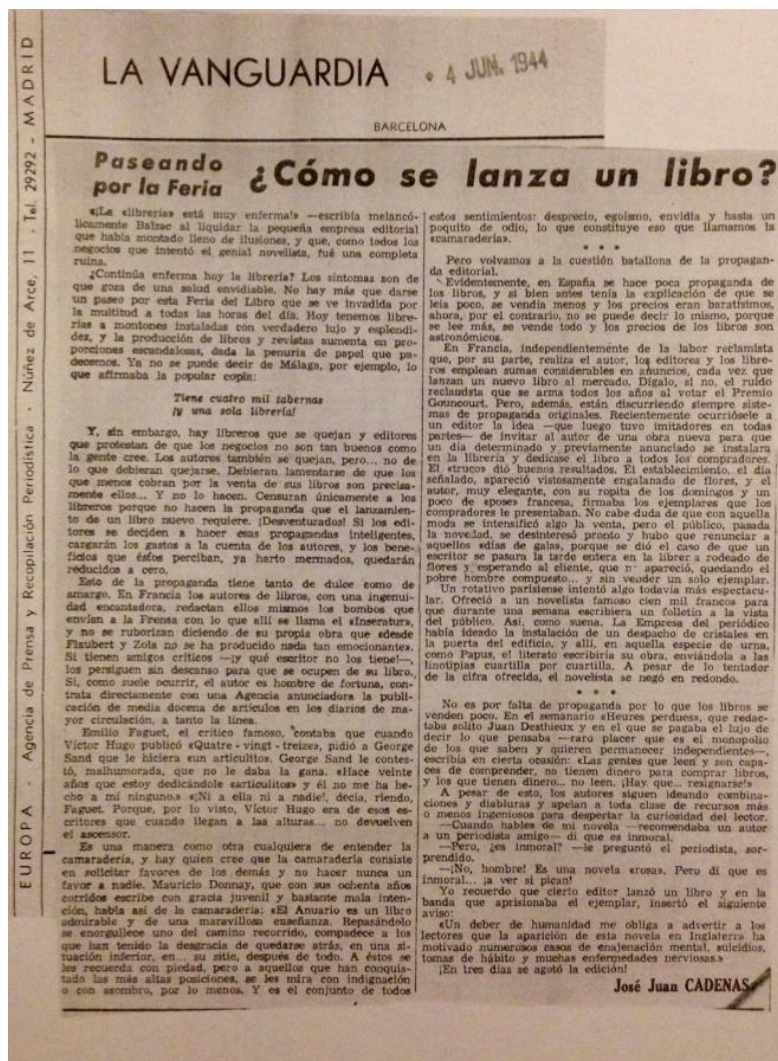 EUROPA · Agencia de Prensa y Recopilación Periodística · Núñez de Arce, 11 · Tel. 29292 - MADRID
LA VANGUARDIA
4 JUN. 1944
BARCELONA
Paseando
por la Feria
¿Cómo se lanza un libro?
«¡La «librería» está muy enferma!» —escribía melancó-
licamente Balzac al liquidar la pequeña empresa editorial
que había montado lleno de ilusiones, y que, como todos los
negocios que intentó el genial novelista, fué una completa
ruina.
¿Continúa enferma hoy la librería? Los síntomas son de
que goza de una salud envidiable. No hay más que darse
un paseo por esta Feria del Libro que se ve invadida por
la multitud a todas las horas del día. Hoy tenemos libre-
rías a montones instaladas con verdadero lujo y esplendi-
dez, y la producción de libros y revistas aumenta en pro-
porciones escandalosas, dada la penuria de papel que pa-
decemos. Ya no se puede decir de Málaga, por ejemplo, lo
que afirmaba la popular copla:
Tiene cuatro mil tabernas
¡y una sola librería!
Y, sin embargo, hay libreros que se quejan y editores
que protestan de que los negocios no son tan buenos como
la gente cree. Los autores también se quejan, pero... no de
lo que debieran quejarse. Debieran lamentarse de que los
que menos cobran por la venta de sus libros son precisa-
mente ellos... Y no lo hacen. Censuran únicamente a los
libreros porque no hacen la propaganda que el lanzamien-
to de un libro nuevo requiere. ¡Desventurados! Si los edi-
tores se deciden a hacer esas propagandas inteligentes,
cargarán los gastos a la cuenta de los autores, y los bene-
ficios que éstos perciban, ya harto mermados, quedarán
reducidos a cero.
Esto de la propaganda tiene tanto de dulce como de
amargo. En Francia los autores de libros, con una ingenui-
dad encantadora, redactan ellos mismos los bombos que
envían a la Prensa con lo que allí se llama el «Inseratur»,
y no se ruborizan diciendo de su propia obra que «desde
Flaubert y Zola no se ha producido nada tan emocionante».
Si tienen amigos críticos —¡y qué escritor no los tiene!—,
los persiguen sin descanso para que se ocupen de su libro.
Si, como suele ocurrir, el autor es hombre de fortuna, con-
trata directamente con una Agencia anunciadora la publi-
cación de media docena de artículos en los diarios de ma-
yor circulación, a tanto la línea.
Emilio Faguet, el crítico famoso, contaba que cuando
Víctor Hugo publicó «Quatre - vingt - treize», pidió a George
Sand que le hiciera «un articulito». George Sand le contes-
tó, malhumorada, que no le daba la gana. «Hace veinte
años que estoy dedicándole «articulitos» y él no me ha he-
cho a mí ninguno.» «¡Ni a ella ni a nadie!, decía, riendo,
Faguet. Porque, por lo visto, Víctor Hugo era de esos es-
critores que cuando llegan a las alturas... no devuelven
el ascensor.
Es una manera como otra cualquiera de entender la
camaradería, y hay quien cree que la camaradería consiste
en solicitar favores de los demás y no hacer nunca un
favor a nadie. Mauricio Donnay, que con sus ochenta años
corridos escribe con gracia juvenil y bastante mala inten-
ción, habla así de la camaradería: «El Anuario es un libro
admirable y de una maravillosa enseñanza. Repasándolo
se enorgullece uno del camino recorrido, compadece a los
que han tenido la desgracia de quedarse atrás, en una si-
tuación inferior, en... su sitio, después de todo. A éstos se
les recuerda con piedad, pero a aquellos que han conquis-
tado las más altas posiciones, se les mira con indignación
o con asombro, por lo menos. Y es el conjunto de todos
estos sentimientos: desprecio, egoísmo, envidia y hasta un
poquito de odio, lo que constituye eso que llamamos la
«camaradería».
* * *
Pero volvamos a la cuestión batallona de la propagan-
da editorial.
Evidentemente, en España se hace poca propaganda de
los libros, y si bien antes tenía la explicación de que se
leía poco, se vendía menos y los precios eran baratísimos,
ahora, por el contrario, no se puede decir lo mismo, porque
se lee más, se vende todo y los precios de los libros son
astronómicos.
En Francia, independientemente de la labor reclamista
que, por su parte, realiza el autor, los editores y los libre-
ros emplean sumas considerables en anuncios, cada vez que
lanzan un nuevo libro al mercado. Dígalo, si no, el ruido
reclamista que se arma todos los años al votar el Premio
Gouncourt. Pero, además, están discurriendo siempre siste-
mas de propaganda originales. Recientemente ocurriósele a
un editor la idea —que luego tuvo imitadores en todas
partes— de invitar al autor de una obra nueva para que
un día determinado y previamente anunciado se instalara
en la librería y dedicase el libro a todos los compradores.
El «truco» dió buenos resultados. El establecimiento, el día
señalado, apareció vistosamente engalanado de flores, y el
autor, muy elegante, con su ropita de los domingos y un
poco de «pose» francesa, firmaba los ejemplares que los
compradores le presentaban. No cabe duda de que con aquella
moda se intensificó algo la venta, pero el público, pasada
la novedad, se desinteresó pronto y hubo que renunciar a
aquellos días de gala, porque se dió el caso de que un
escritor se pasara la tarde entera en la librer a rodeado de
flores y esperando al cliente, que n apareció, quedando el
pobre hombre compuesto... y sin vender un solo ejemplar.
Un rotativo parisiense intentó algo todavía más espectacu-
lar. Ofreció a un novelista famoso cien mil francos para
que durante una semana escribiera un folletín a la vista
del público. Así, como suena. La Empresa del periódico
había ideado la instalación de un despacho de cristales en
la puerta del edificio, y allí, en aquella especie de urna,
como Papus, el literato escribiría su obra, enviándola a las
linotipias cuartilla por cuartilla. A pesar de lo tentador
de la cifra ofrecida, el novelista se negó en redondo.
* * *
No es por falta de propaganda por lo que los libros se
venden poco. En el semanario «Heures perdues», que redac-
taba solito Juan Desthieux y en el que se pagaba el lujo de
decir lo que pensaba —raro placer que es el monopolio
de los que saben y quieren permanecer independientes—,
escribía en cierta ocasión: «Las gentes que leen y son capa-
ces de comprender, no tienen dinero para comprar libros,
y los que tienen dinero... no leen. ¡Hay que... resignarse!»
A pesar de esto, los autores siguen ideando combina-
ciones y diabluras y apelan a toda clase de recursos más
o menos ingeniosos para despertar la curiosidad del lector.
—Cuando hables de mi novela —recomendaba un autor
a un periodista amigo— di que es inmoral.
—Pero, ¿es inmoral? —le preguntó el periodista, sor-
prendido.
—¡No, hombre! Es una novela «rosa». Pero di que es
inmoral... ¡a ver si pican!
Yo recuerdo que cierto editor lanzó un libro y en la
banda que aprisionaba el ejemplar, insertó el siguiente
aviso:
«Un deber de humanidad me obliga a advertir a los
lectores que la aparición de esta novela en Inglaterra ha
motivado numerosos casos de enajenación mental, suicidios,
tomas de hábito y muchas enfermedades nerviosas.»
¡En tres días se agotó la edición!
José Juan CADENAS